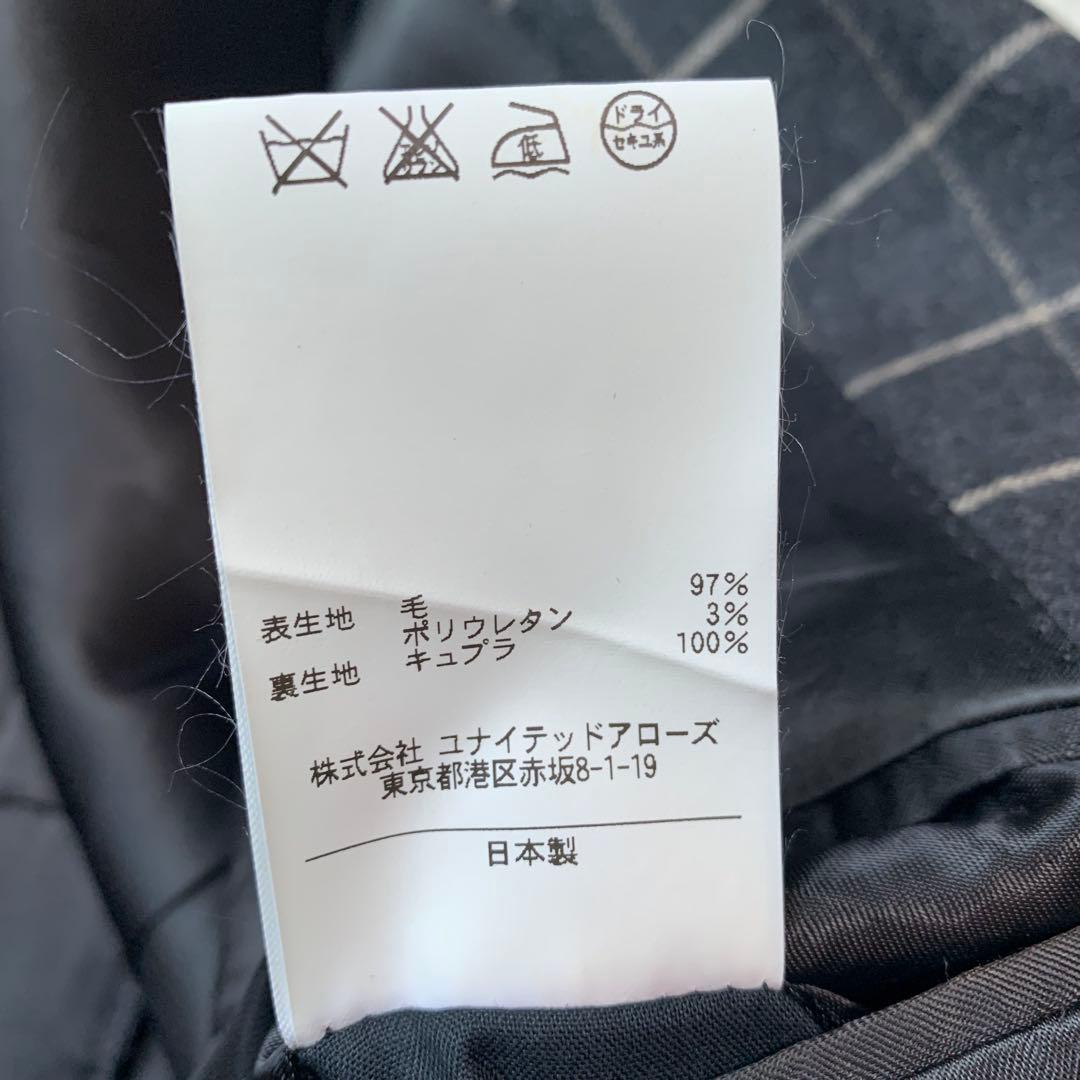 低
ドライ
セキユ系
表生地 毛 97%
ポリウレタン 3%
裏生地 キュプラ 100%
株式会社 ユナイテッドアローズ
東京都港区赤坂8-1-19
日本製